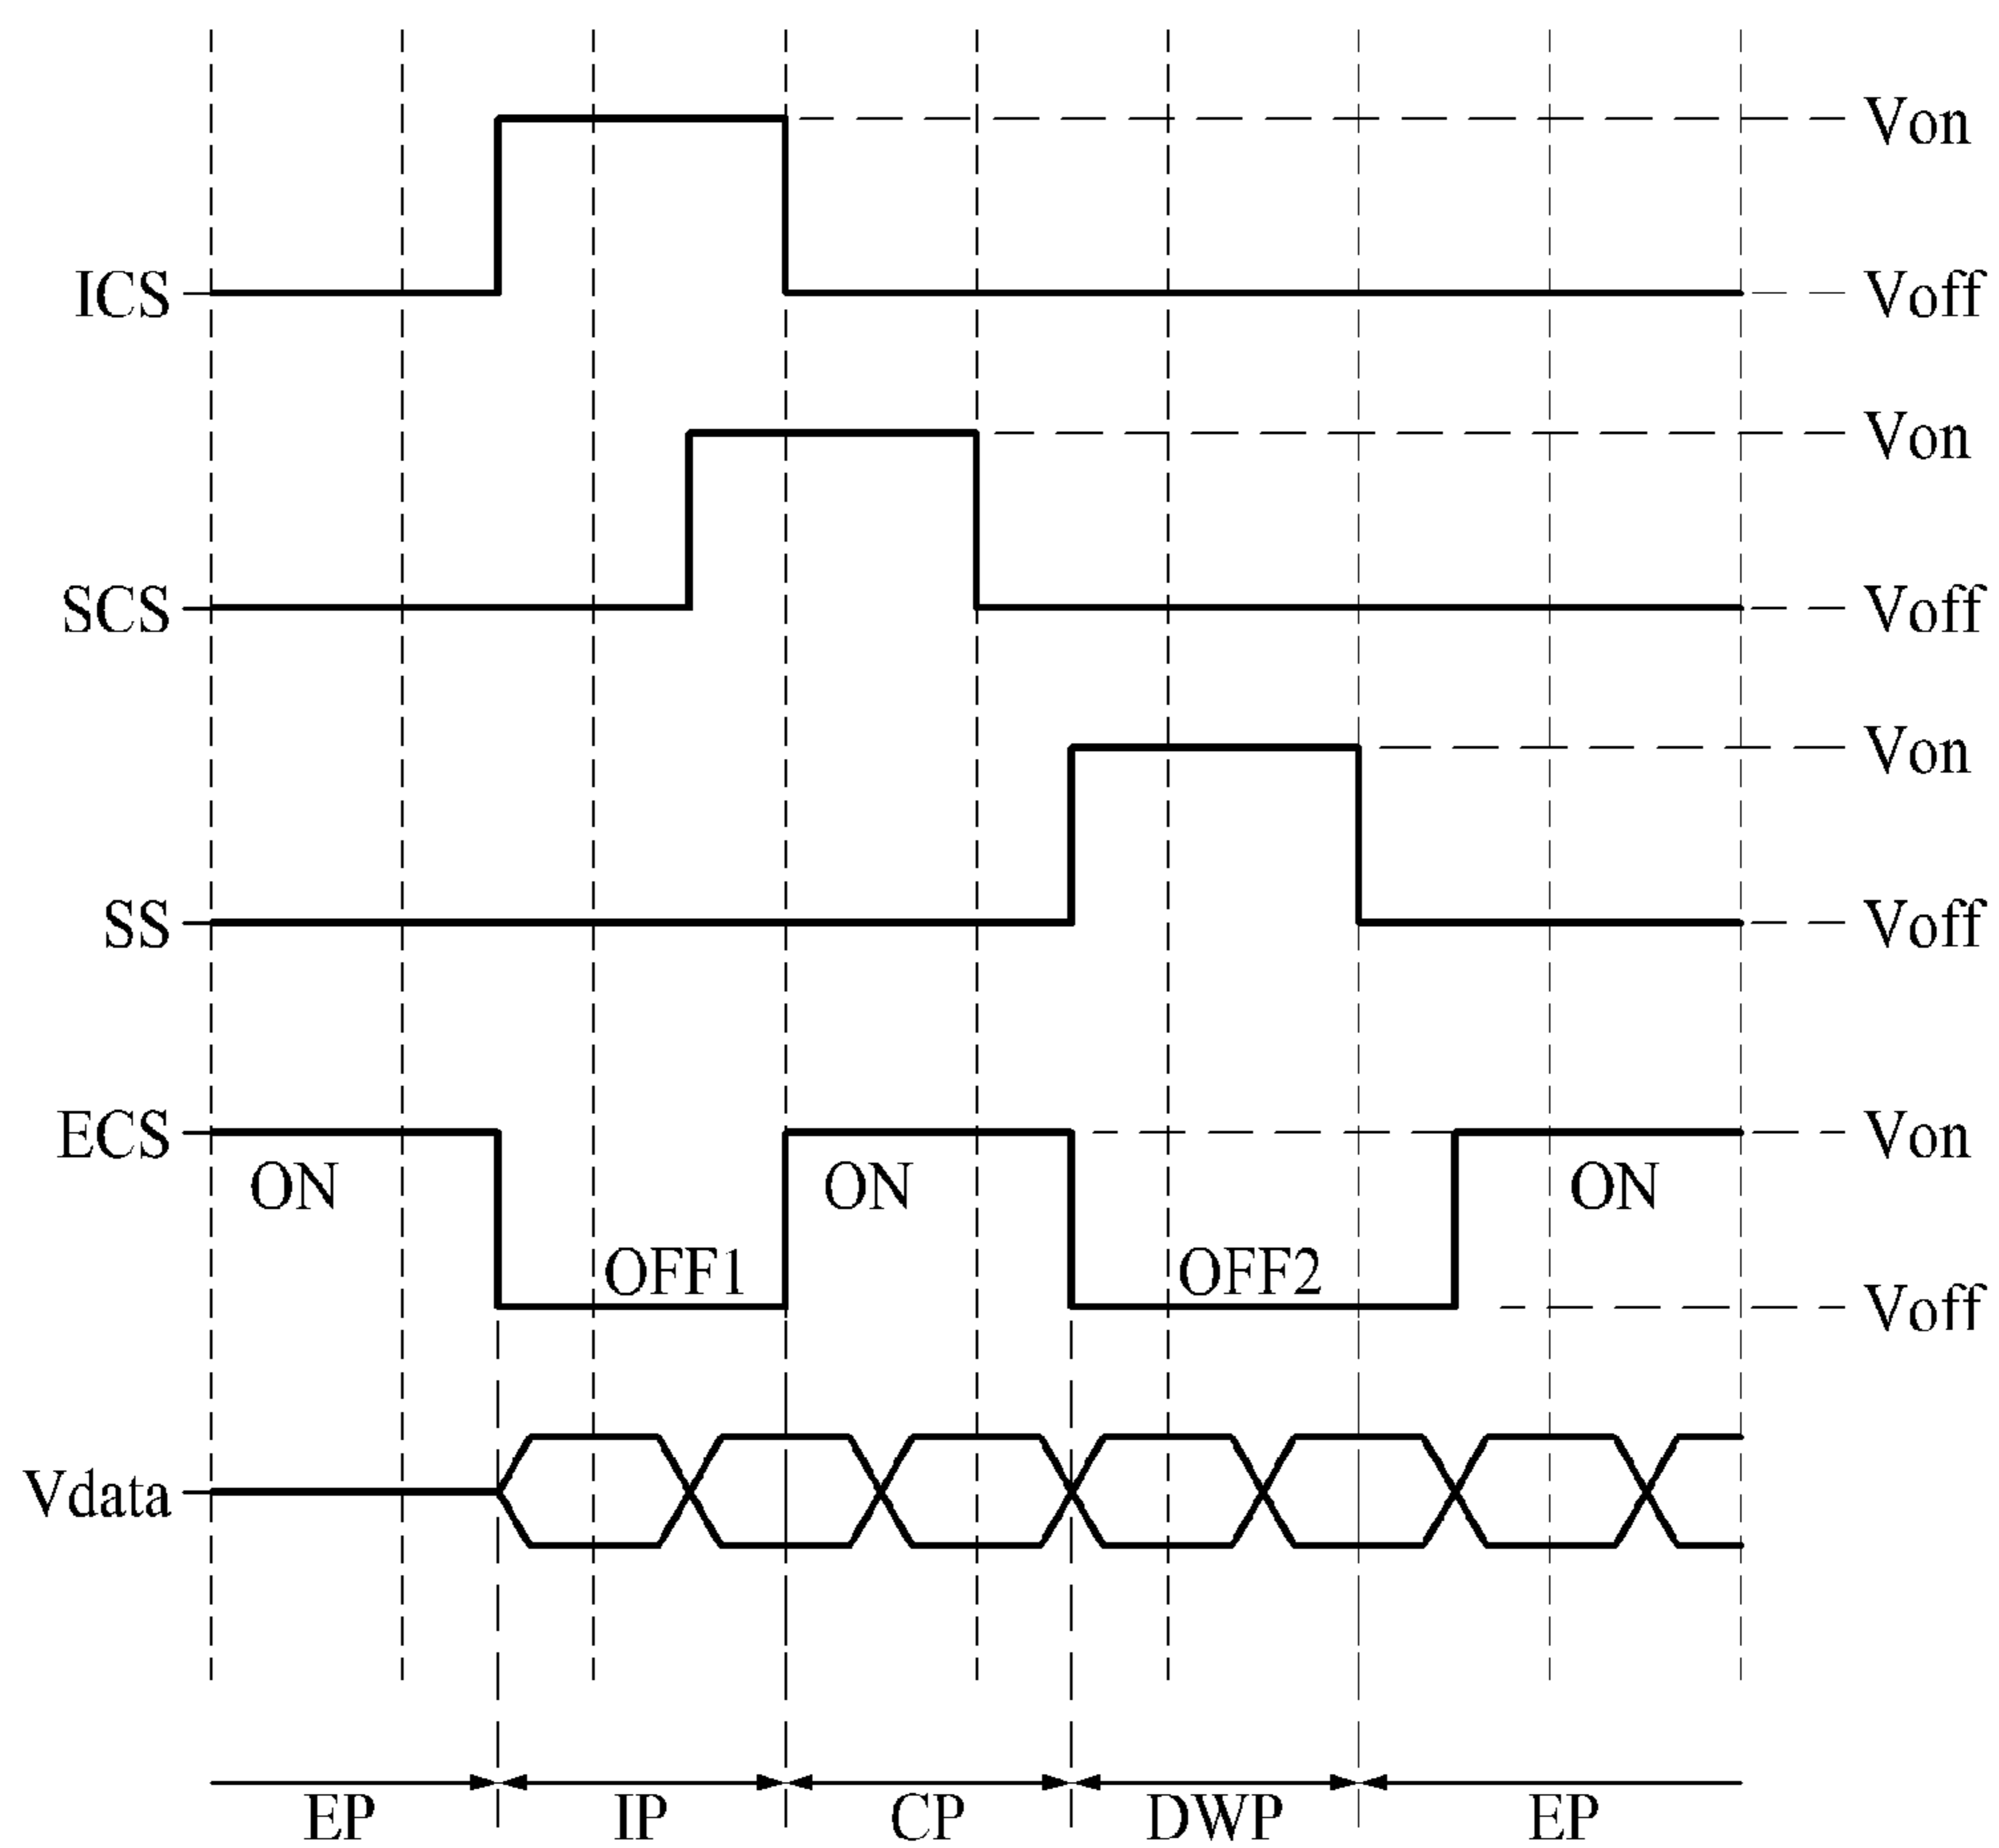 Von
ICS
Voff
Von
SCS
Voff
Von
SS
Voff
ECS
Von
ON
ON
ON
OFF1
OFF2
Voff
Vdata
EP
IP
CP
DWP
EP